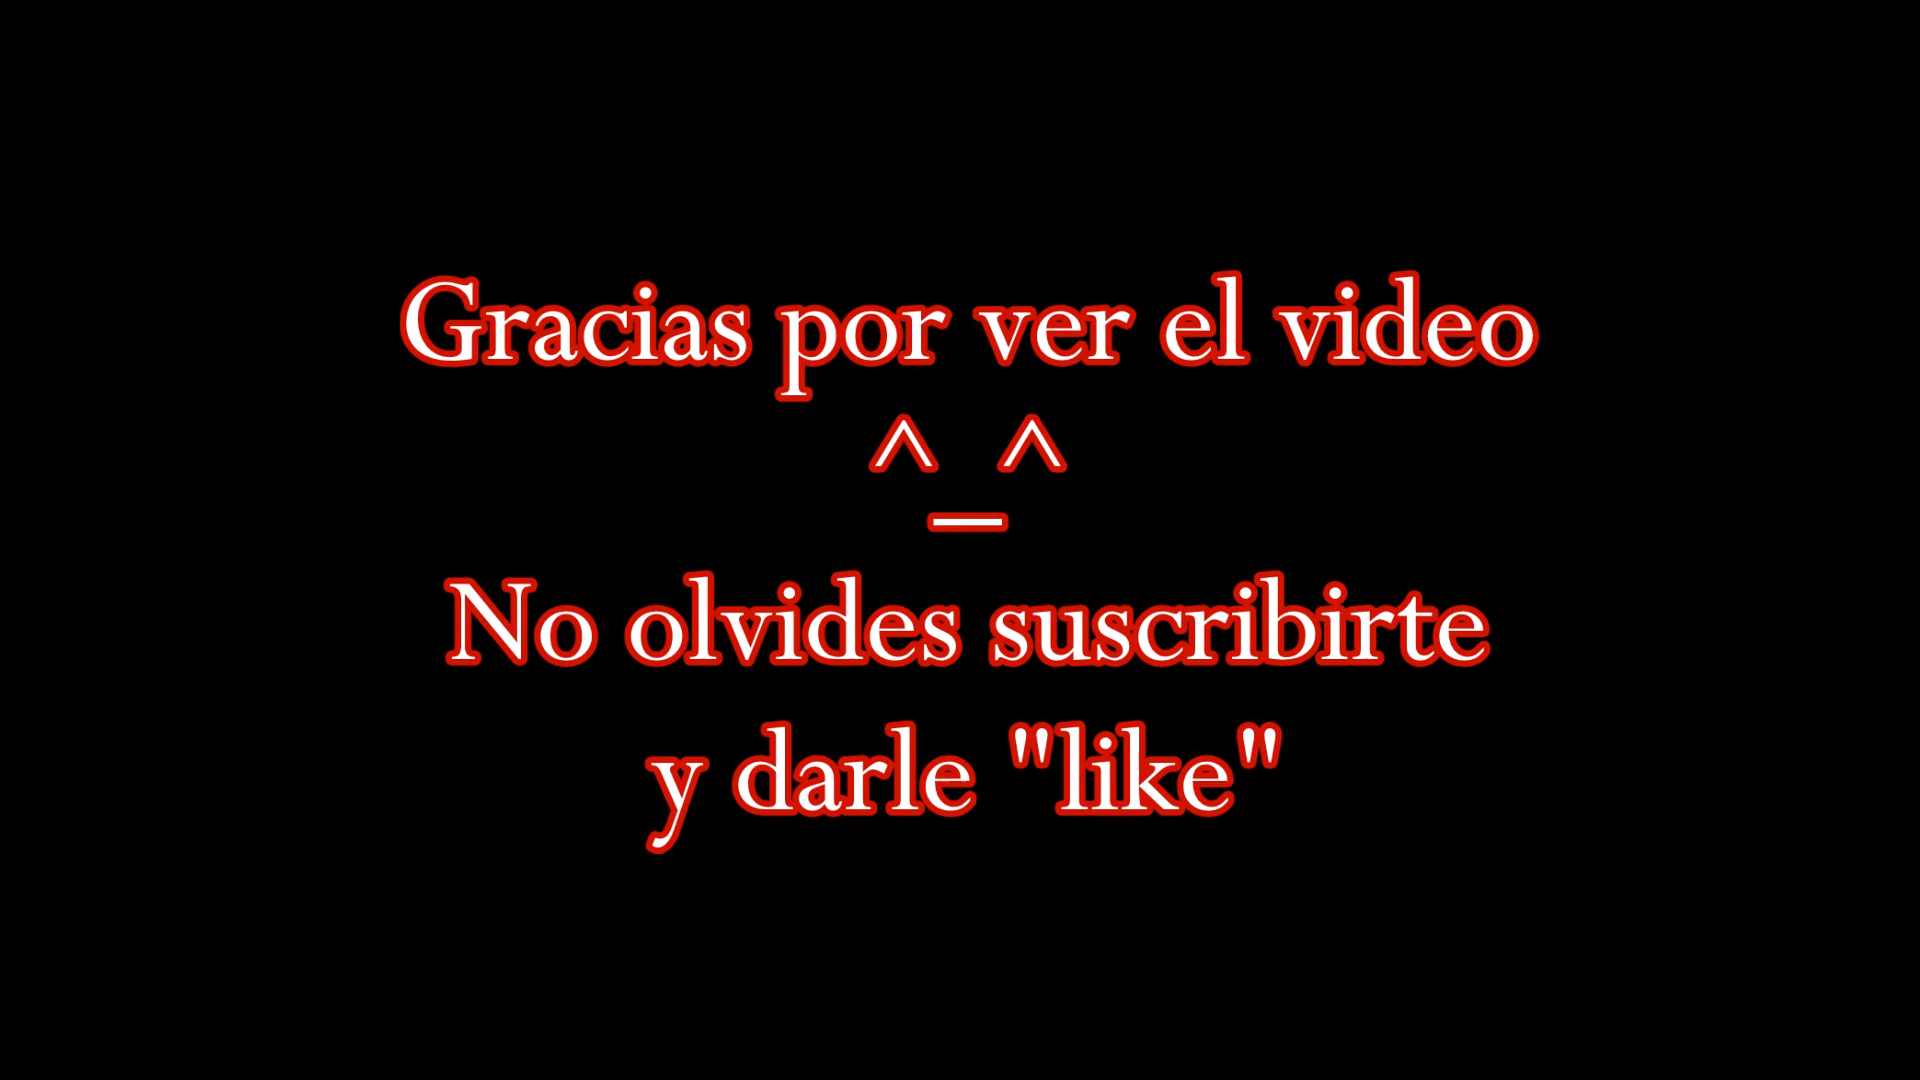 Gracias por ver el video
^_^
No olvides suscribirte
y darle "like"